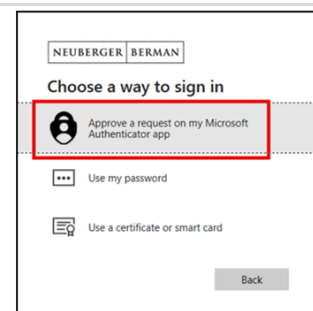 NEUBERGER BERMAN
Choose a way to sign in
Approve a request on my Microsoft
Authenticator app
Use my password
Use a certificate or smart card
Back